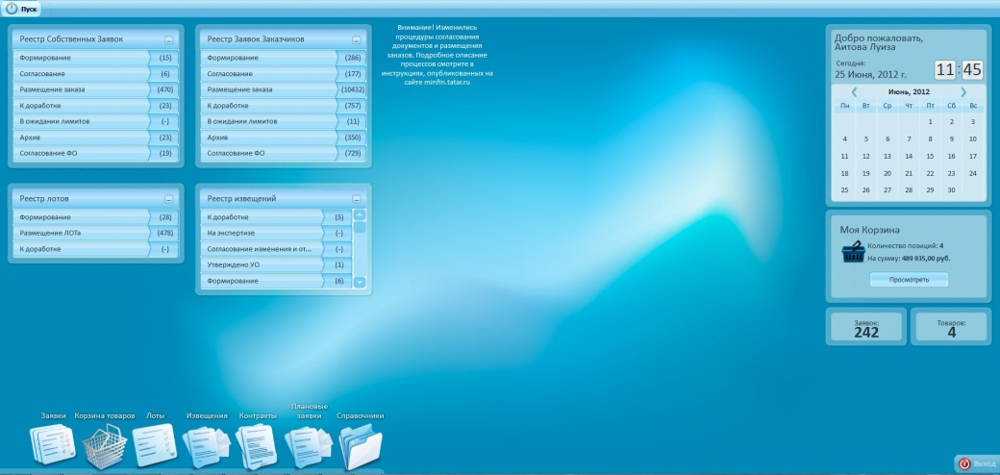 Пуск
Реестр Собственных Заявок
Формирование (15)
Согласование (6)
Размещение заказа (470)
К доработке (23)
В ожидании лимитов (-)
Архив (23)
Согласование ФО (19)
Реестр Заявок Заказчиков
Формирование (286)
Согласование (177)
Размещение заказа (10432)
К доработке (757)
В ожидании лимитов (11)
Архив (350)
Согласование ФО (729)
Внимание! Изменились
процедуры согласования
документов и размещения
заказов. Подробное описание
процессов смотрите в
инструкциях, опубликованных на
сайте minfin.tatar.ru
Реестр лотов
Формирование (28)
Размещение ЛОТа (478)
К доработке (-)
Реестр извещений
К доработке (5)
На экспертизе (-)
Согласование изменения и от... (-)
Утверждено УО (1)
Формирование (6)
Добро пожаловать,
Аитова Луиза
Сегодня:
25 Июня, 2012 г. 11:45
Июнь, 2012
Пн Вт Ср Чт Пт Сб Вс
1 2 3
4 5 6 7 8 9 10
11 12 13 14 15 16 17
18 19 20 21 22 23 24
25 26 27 28 29 30
Моя Корзина
Количество позиций: 4
На сумму: 489 935,00 руб.
Просмотреть
Заявок:
242
Товаров:
4
Заявки
Корзина товаров
Лоты
Извещения
Контракты
Плановые
заявки
Справочники
Выход